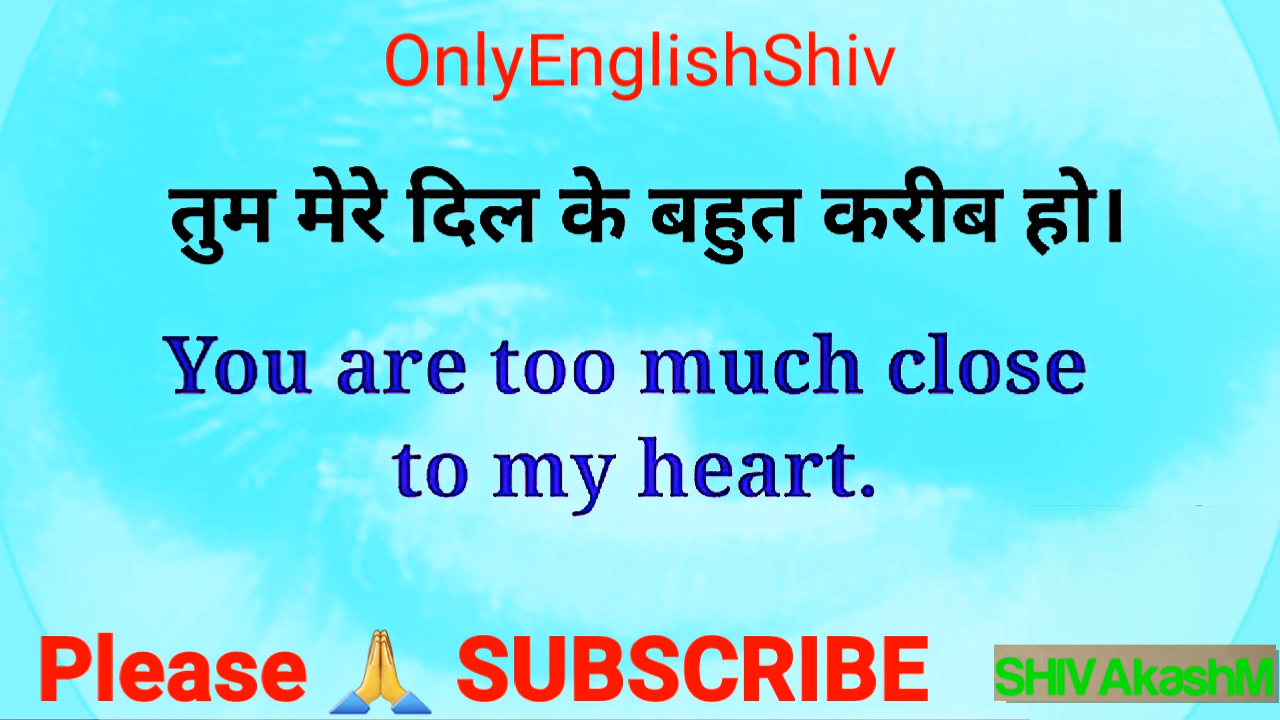 OnlyEnglishShiv
तुम मेरे दिल के बहुत करीब हो।
You are too much close
to my heart.
Please 🙏 SUBSCRIBE
SHIVAkashM